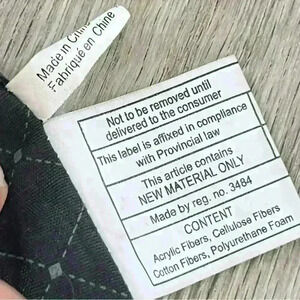 Made in China
Fabriqué en Chine
Not to be removed until
delivered to the consumer
This label is affixed in compliance
with Provincial law
This article contains
NEW MATERIAL ONLY
Made by reg. no. 3484
CONTENT
Acrylic Fibers, Cellulose Fibers
Cotton Fibers, Polyurethane Foam